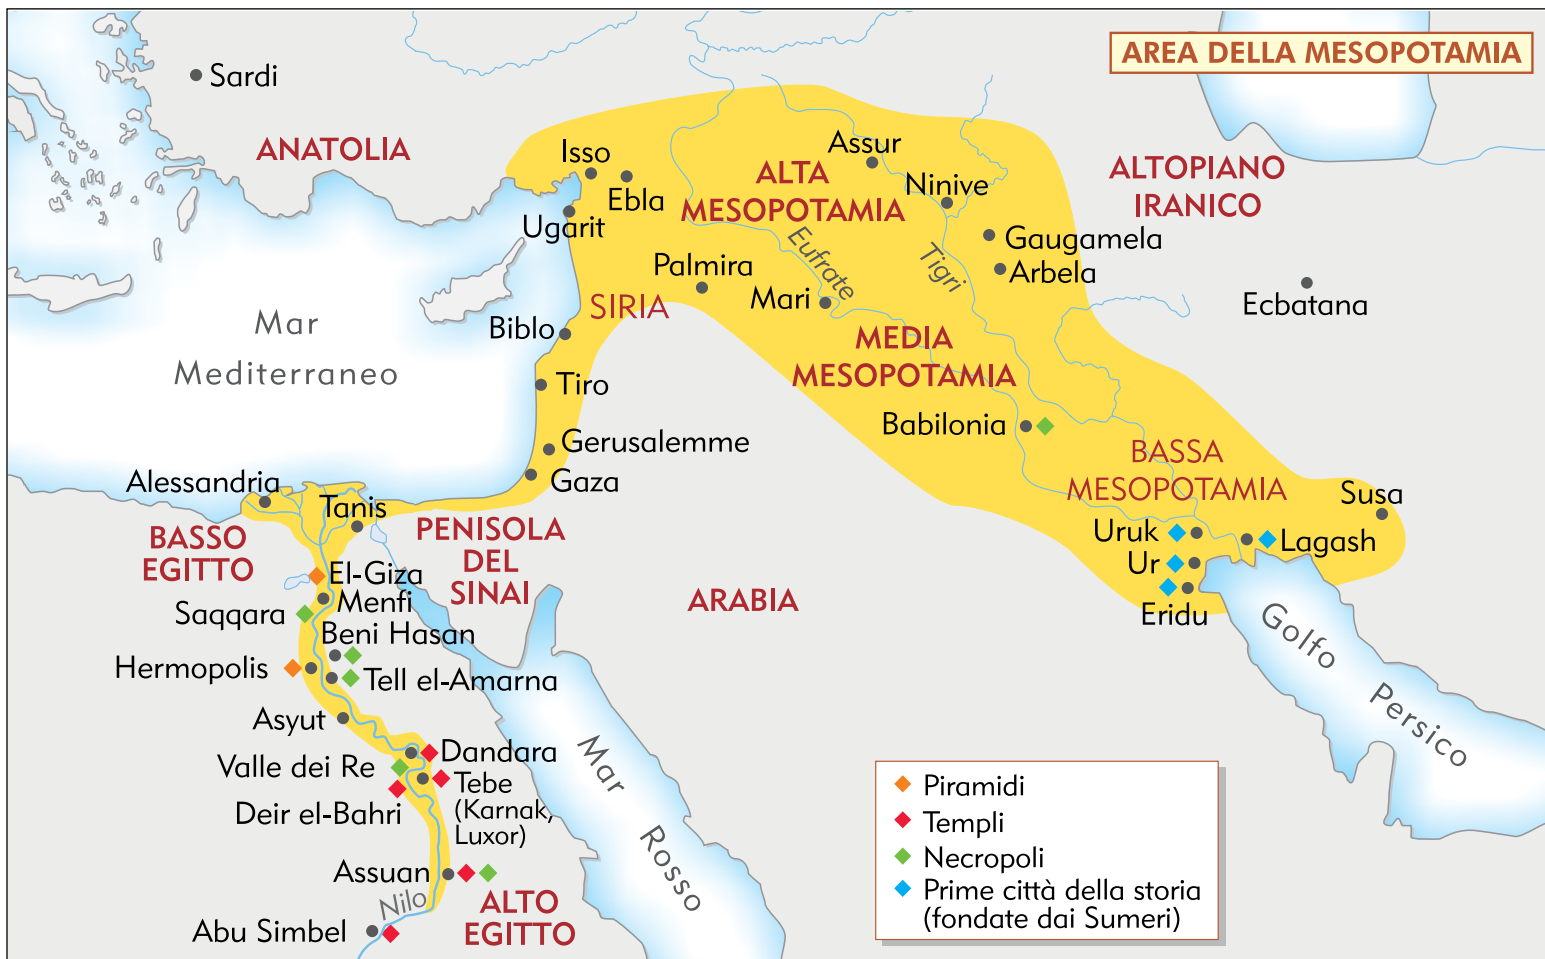 AREA DELLA MESOPOTAMIA
Sardi
ANATOLIA
Isso
Ebla
Ugarit
Assur
ALTA
MESOPOTAMIA
Ninive
ALTOPIANO
IRANICO
Eufrate
Tigri
Gaugamela
Arbela
Palmira
Mari
Ecbatana
SIRIA
Biblo
Mar
Mediterraneo
MEDIA
MESOPOTAMIA
Tiro
Babilonia
Gerusalemme
Gaza
BASSA
MESOPOTAMIA
Susa
Alessandria
Tanis
BASSO
EGITTO
PENISOLA
DEL
SINAI
Uruk
Lagash
Ur
Eridu
El-Giza
Menfi
Saqqara
Beni Hasan
ARABIA
Golfo Persico
Hermopolis
Tell el-Amarna
Asyut
Dandara
Valle dei Re
Tebe
(Karnak,
Luxor)
Deir el-Bahri
Mar Rosso
Assuan
Nilo
ALTO
EGITTO
Abu Simbel
Piramidi
Templi
Necropoli
Prime città della storia
(fondate dai Sumeri)